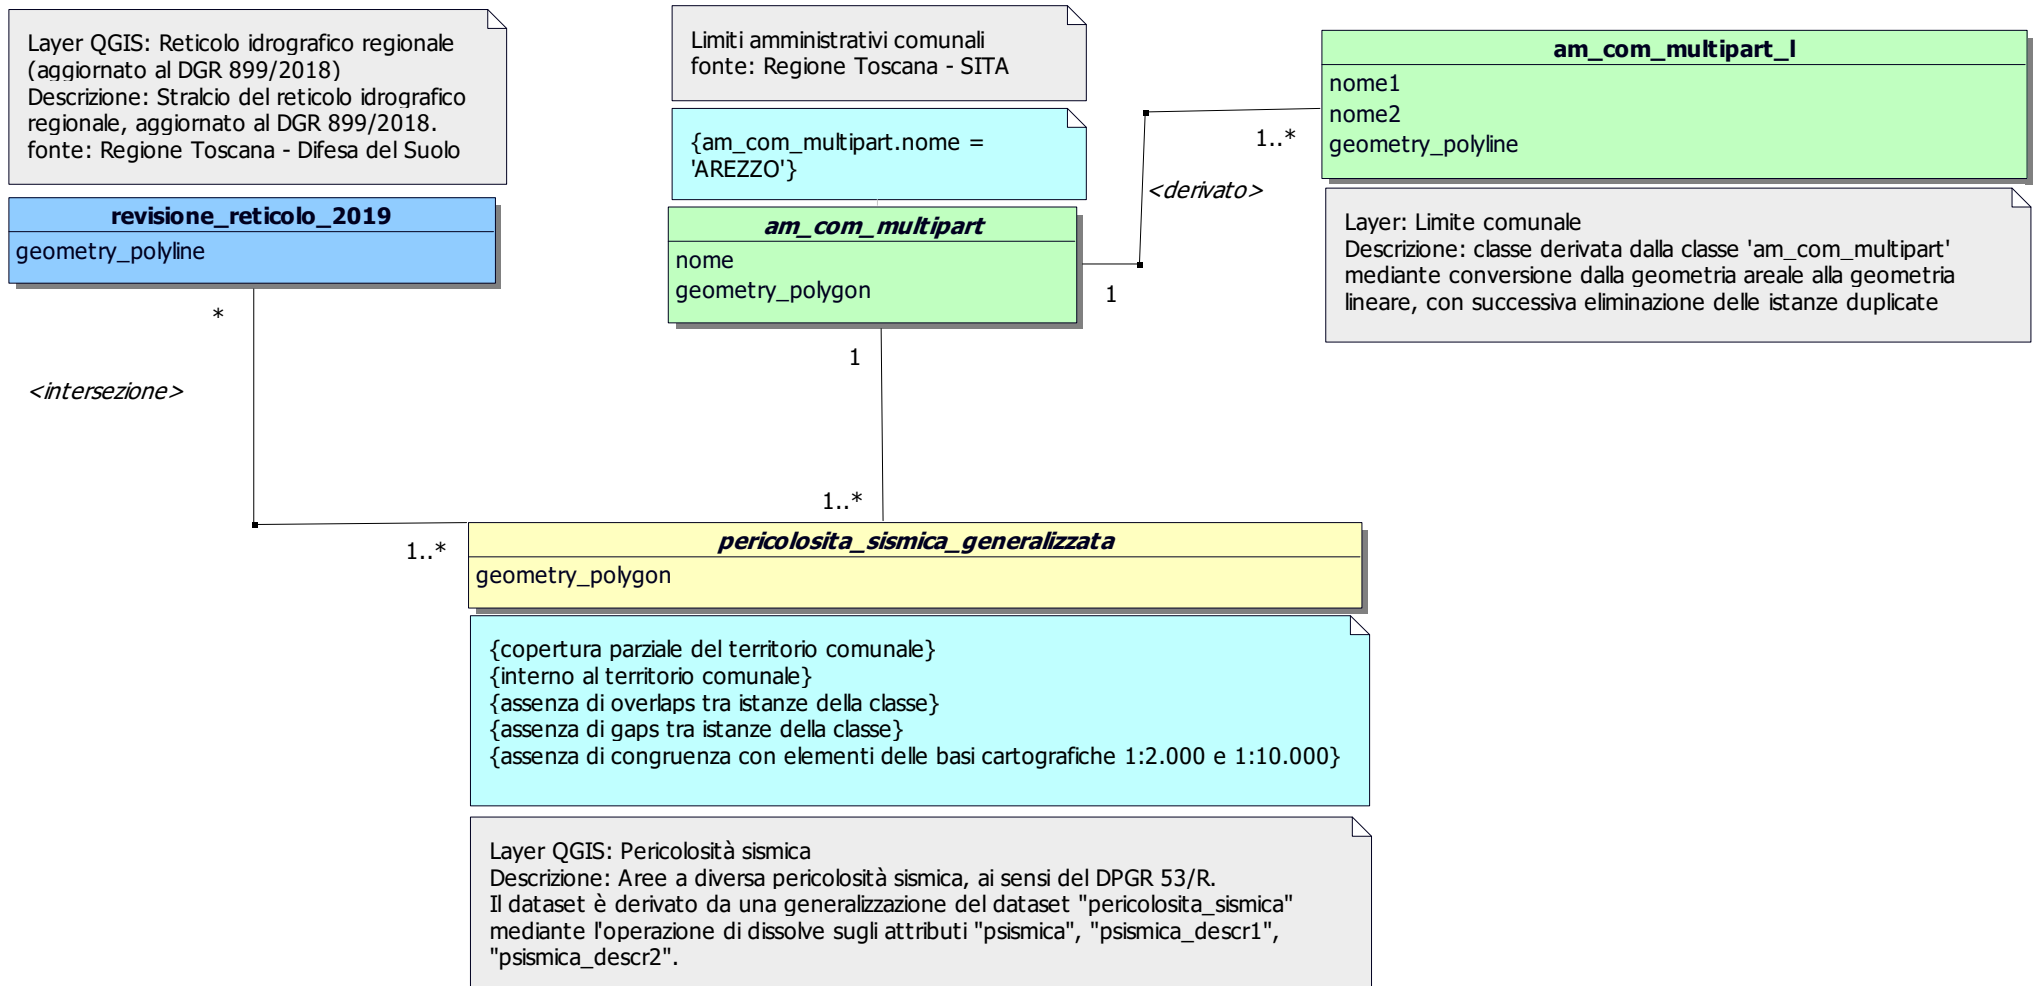 Layer QGIS: Reticolo idrografico regionale
(aggiornato al DGR 899/2018)
Descrizione: Stralcio del reticolo idrografico
regionale, aggiornato al DGR 899/2018.
fonte: Regione Toscana - Difesa del Suolo
revisione_reticolo_2019
geometry_polyline
*
<intersezione>
1..*
Limiti amministrativi comunali
fonte: Regione Toscana - SITA
{am_com_multipart.nome =
'AREZZO'}
am_com_multipart
nome
geometry_polygon
1
1..*
1
<derivato>
1..*
am_com_multipart_l
nome1
nome2
geometry_polyline
Layer: Limite comunale
Descrizione: classe derivata dalla classe 'am_com_multipart'
mediante conversione dalla geometria areale alla geometria
lineare, con successiva eliminazione delle istanze duplicate
pericolosita_sismica_generalizzata
geometry_polygon
{copertura parziale del territorio comunale}
{interno al territorio comunale}
{assenza di overlaps tra istanze della classe}
{assenza di gaps tra istanze della classe}
{assenza di congruenza con elementi delle basi cartografiche 1:2.000 e 1:10.000}
Layer QGIS: Pericolosità sismica
Descrizione: Aree a diversa pericolosità sismica, ai sensi del DPGR 53/R.
Il dataset è derivato da una generalizzazione del dataset "pericolosita_sismica"
mediante l'operazione di dissolve sugli attributi "psismica", "psismica_descr1",
"psismica_descr2".